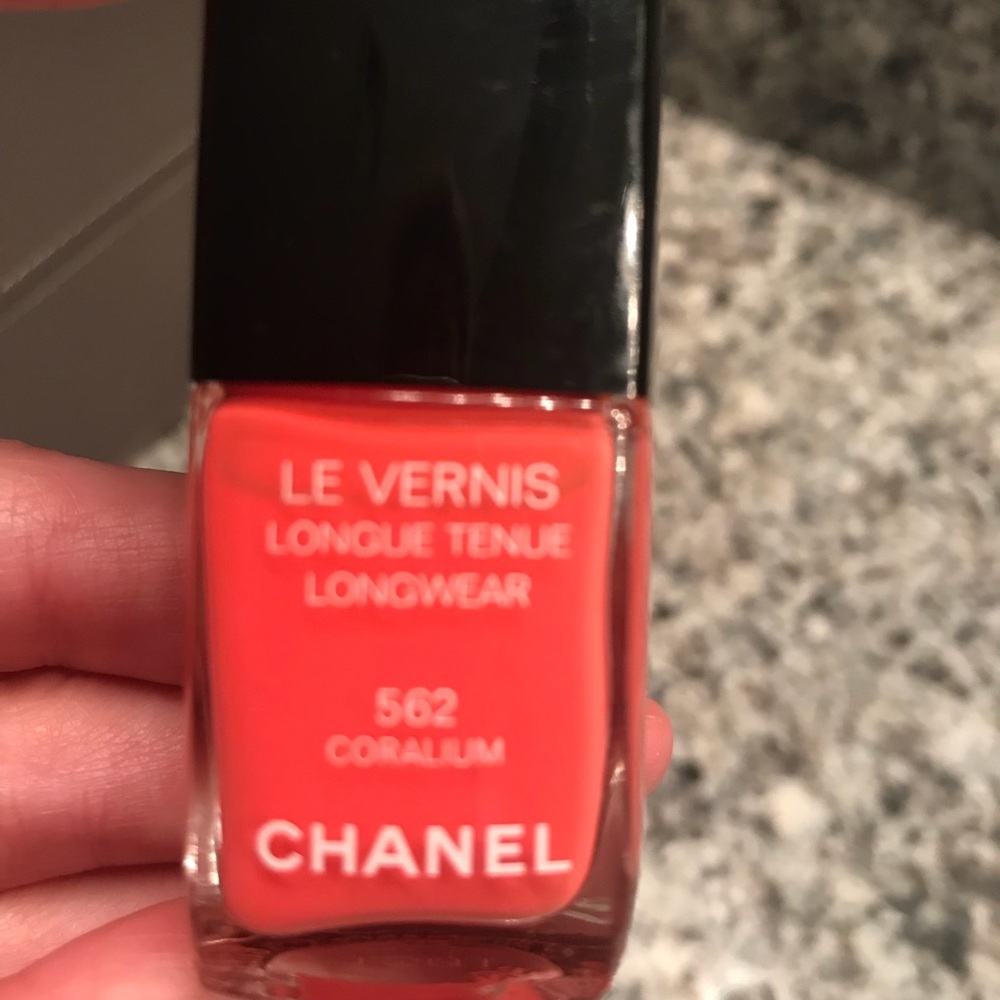 LE VERNIS
LONGUE TENUE
LONGWEAR
562
CORALIUM
CHANEL